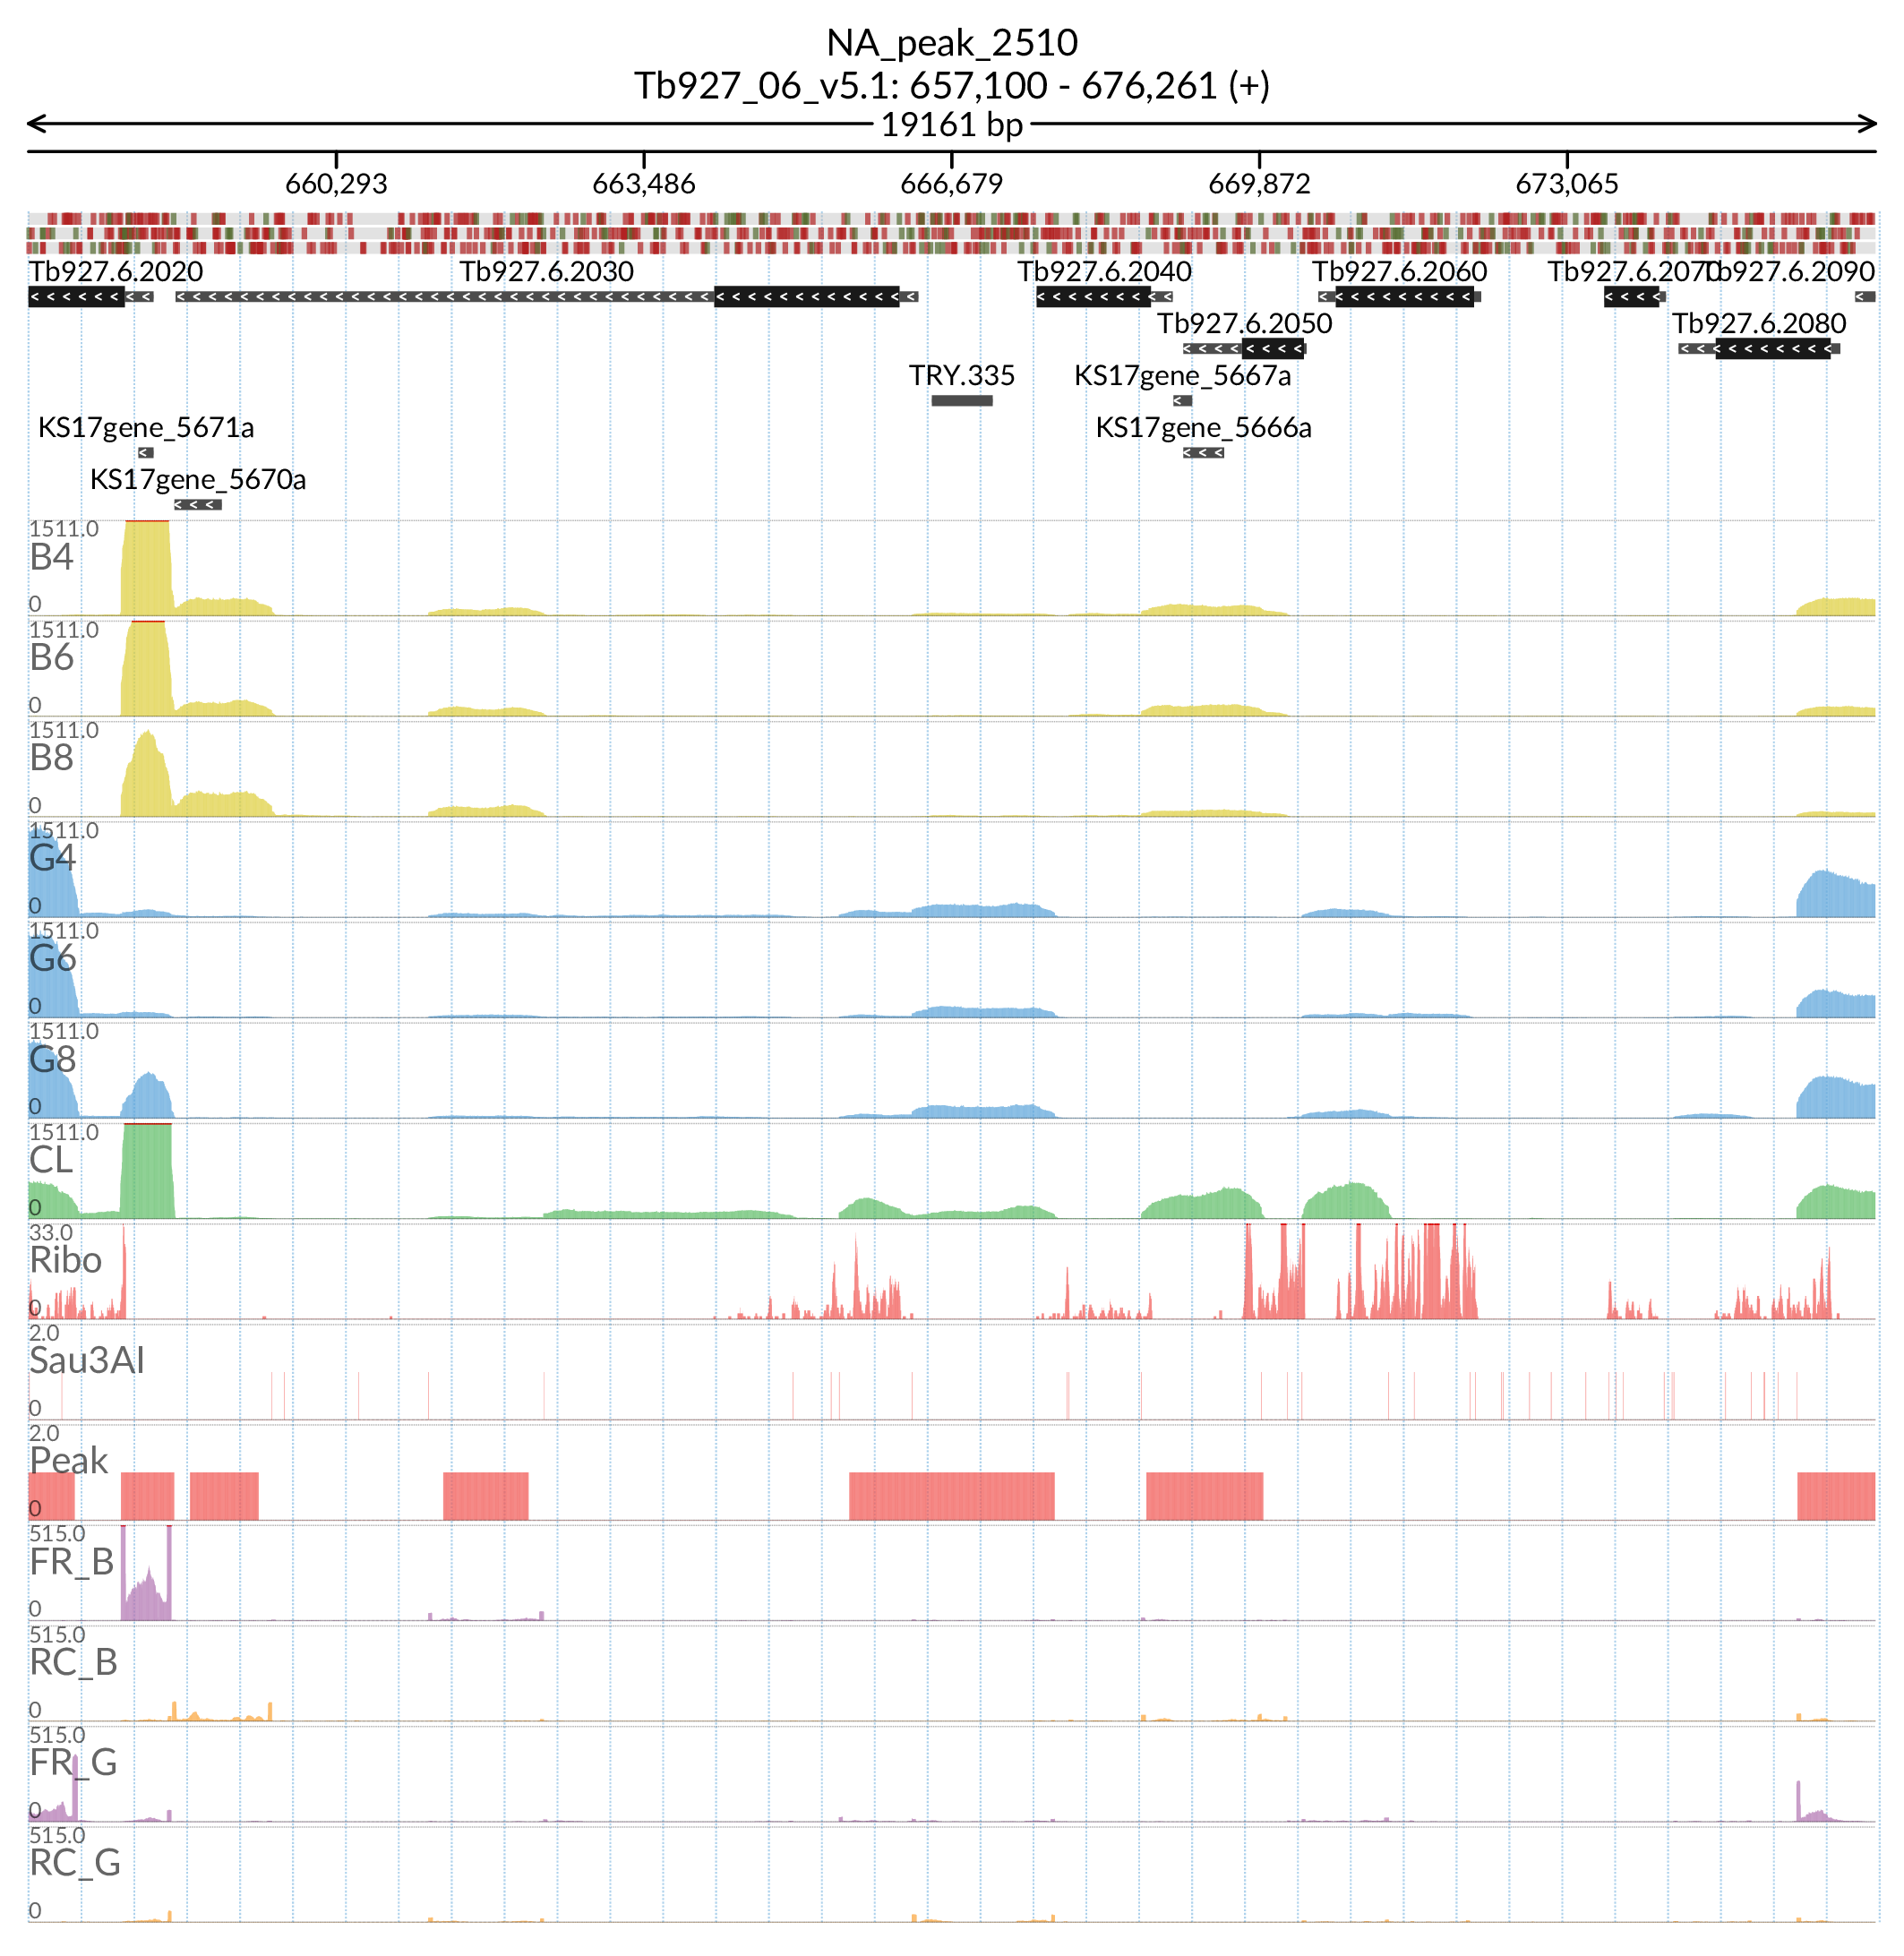 NA_peak_2510
Tb927_06_v5.1: 657,100 - 676,261 (+)
19161 bp
660,293 663,486 666,679 669,872 673,065
Tb927.6.2020 Tb927.6.2030 Tb927.6.2040 Tb927.6.2060 Tb927.6.2070 Tb927.6.2090
Tb927.6.2050 Tb927.6.2080
TRY.335 KS17gene_5667a
KS17gene_5671a KS17gene_5666a
KS17gene_5670a
1511.0
B4
0
1511.0
B6
0
1511.0
B8
0
1511.0
G4
0
1511.0
G6
0
1511.0
G8
0
1511.0
CL
0
33.0
Ribo
0
2.0
Sau3AI
0
2.0
Peak
0
515.0
FR_B
0
515.0
RC_B
0
515.0
FR_G
0
515.0
RC_G
0